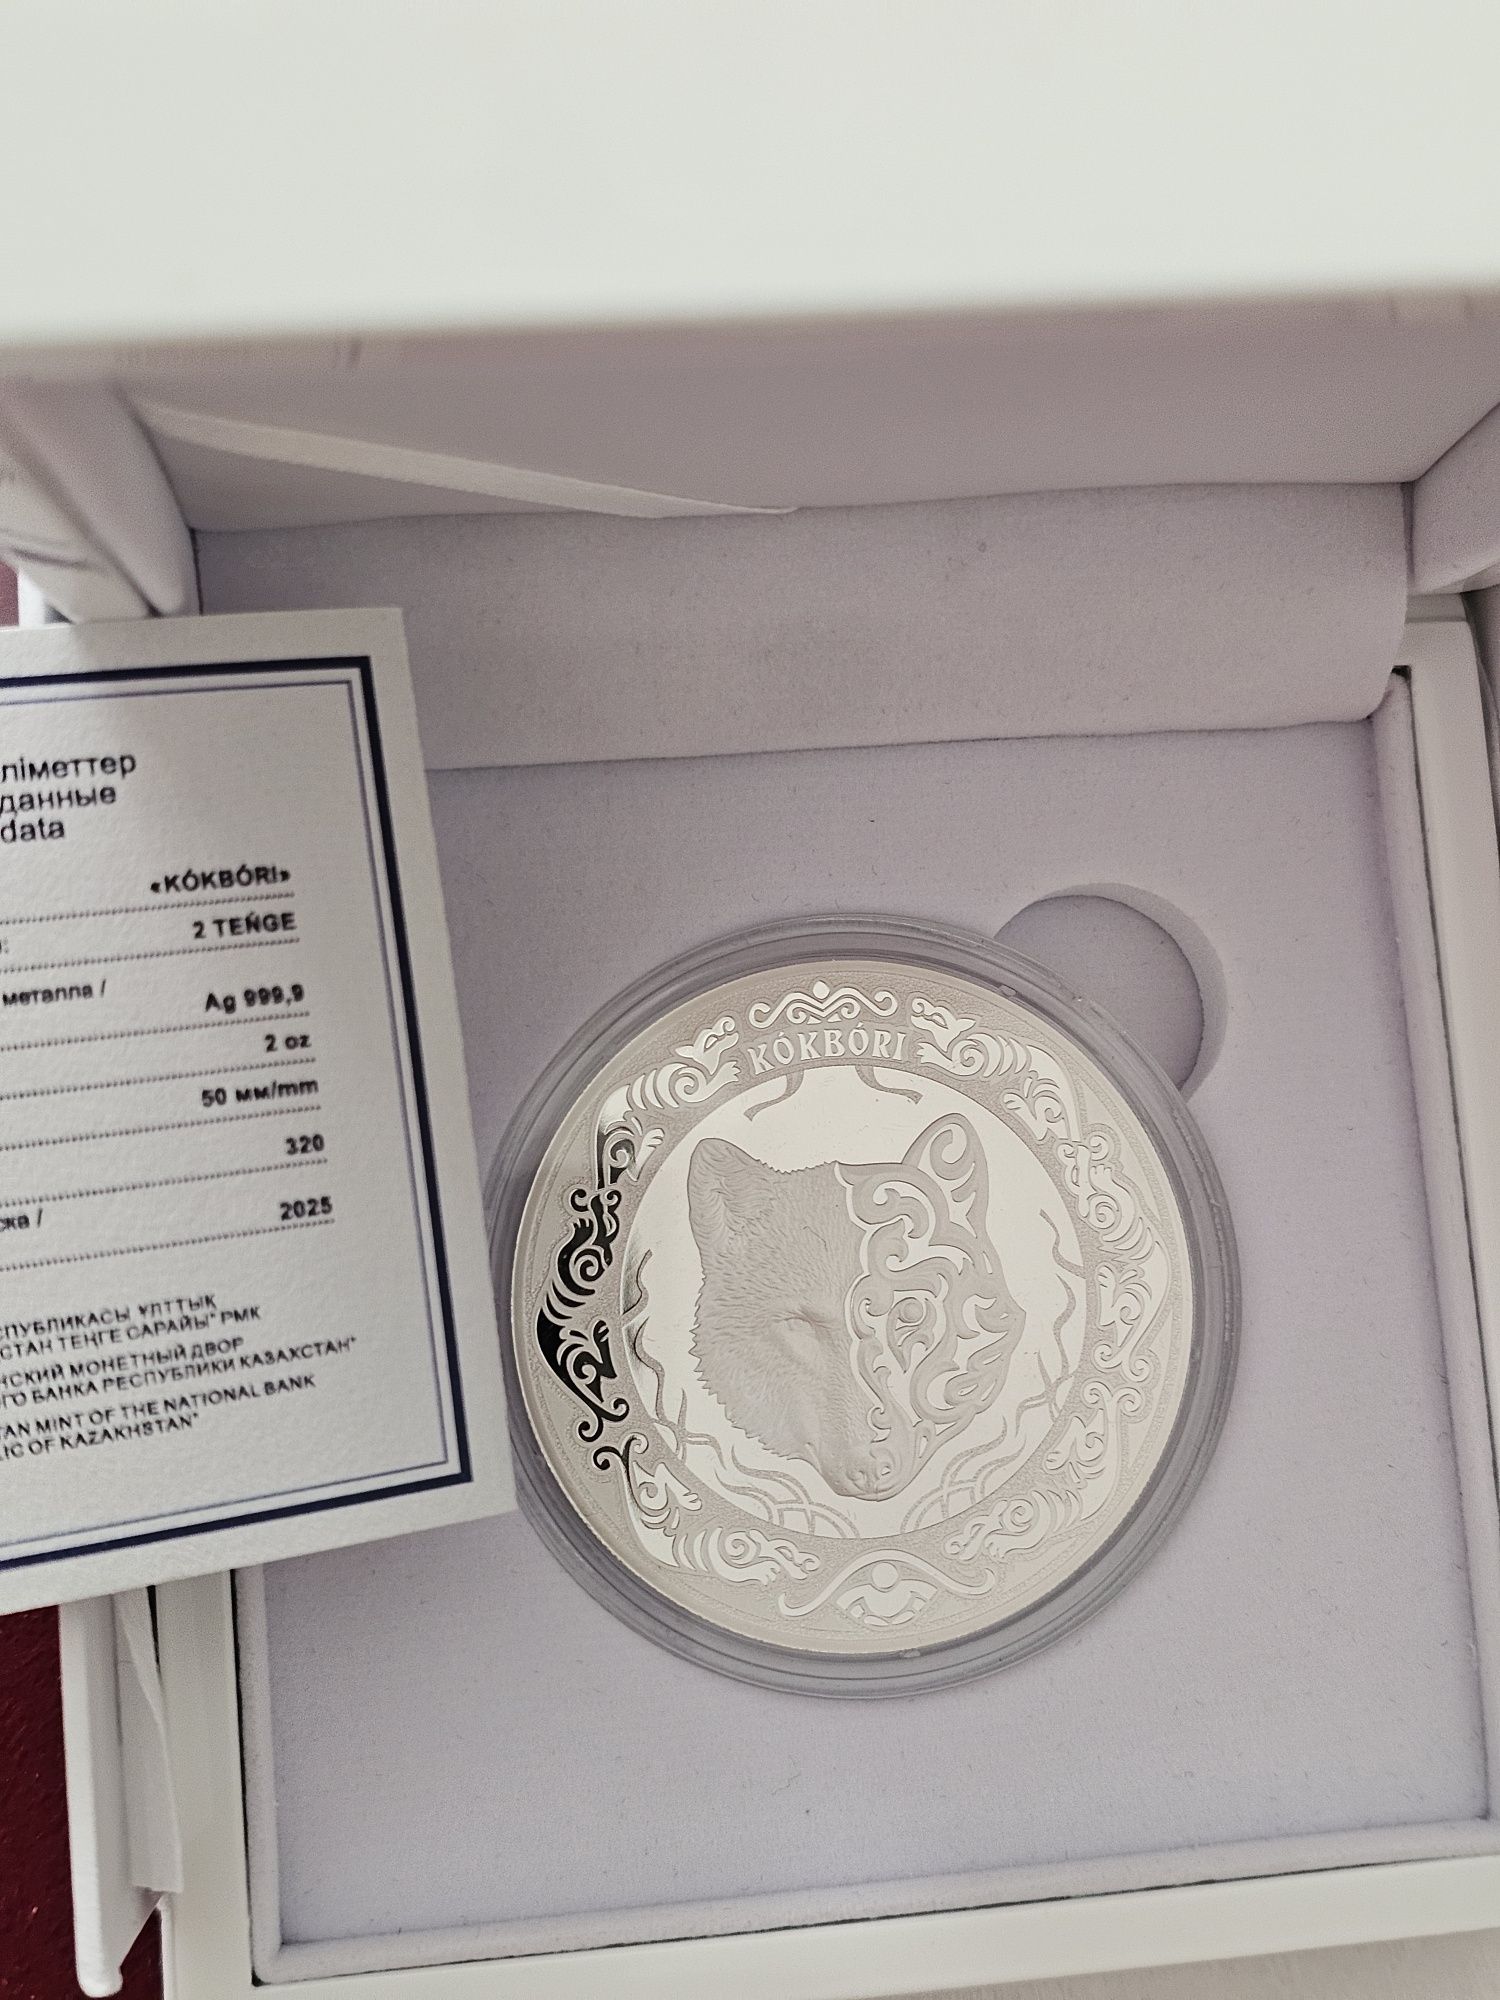 ліметтер
данные
data
«KÓKBÓRI»
2 TEŃGE
металла /
Ag 999,9
2 oz
50 мм/mm
320
2025
СПУБЛИКАСЫ ҰЛТТЫҚ
СТАН ТЕҢГЕ САРАЙЫ" РМК
НСКИЙ МОНЕТНЫЙ ДВОР
ГО БАНКА РЕСПУБЛИКИ КАЗАХСТАН"
TAN MINT OF THE NATIONAL BANK
LIC OF KAZAKHSTAN"
KÓKBÓRI